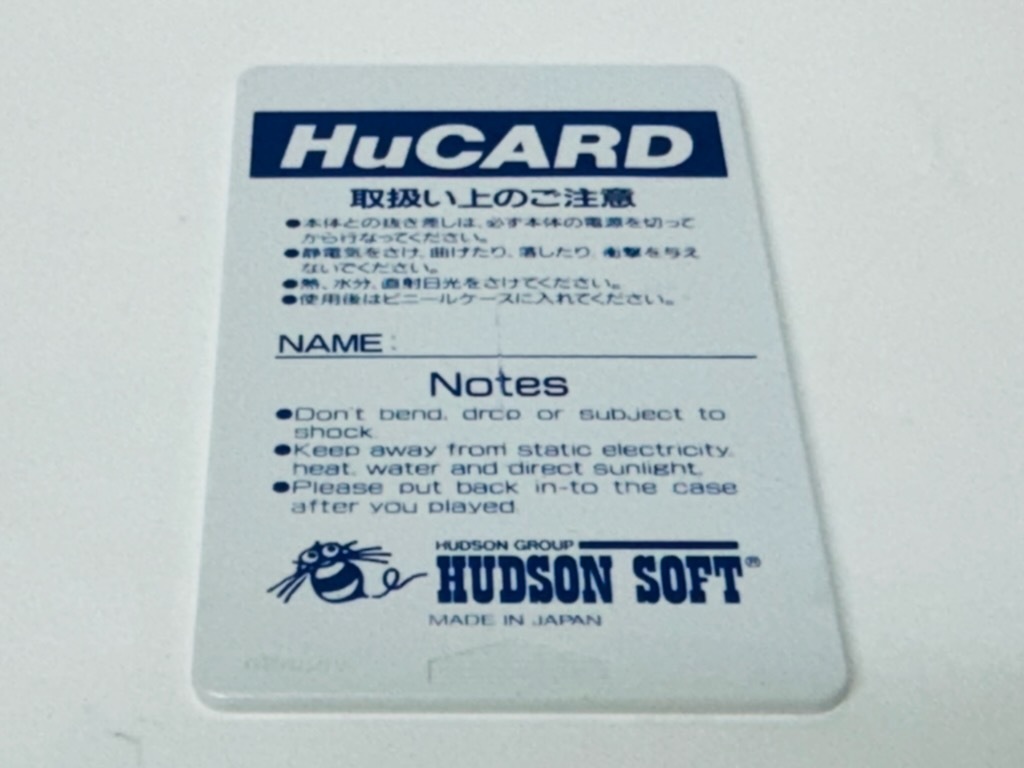 HuCARD
取扱い上のご注意
●本体との抜き差しは、必ず本体の電源を切って
から行なってください。
●静電気をさけ、曲げたり、落したり、衝撃を与え
ないでください。
●熱、水分、直射日光をさけてください。
●使用後はビニールケースに入れてください。
NAME:
Notes
●Don't bend, drop or subject to
shock.
●Keep away from static electricity,
heat, water and direct sunlight.
●Please put back in-to the case
after you played.
HUDSON GROUP
HUDSON SOFT®
MADE IN JAPAN